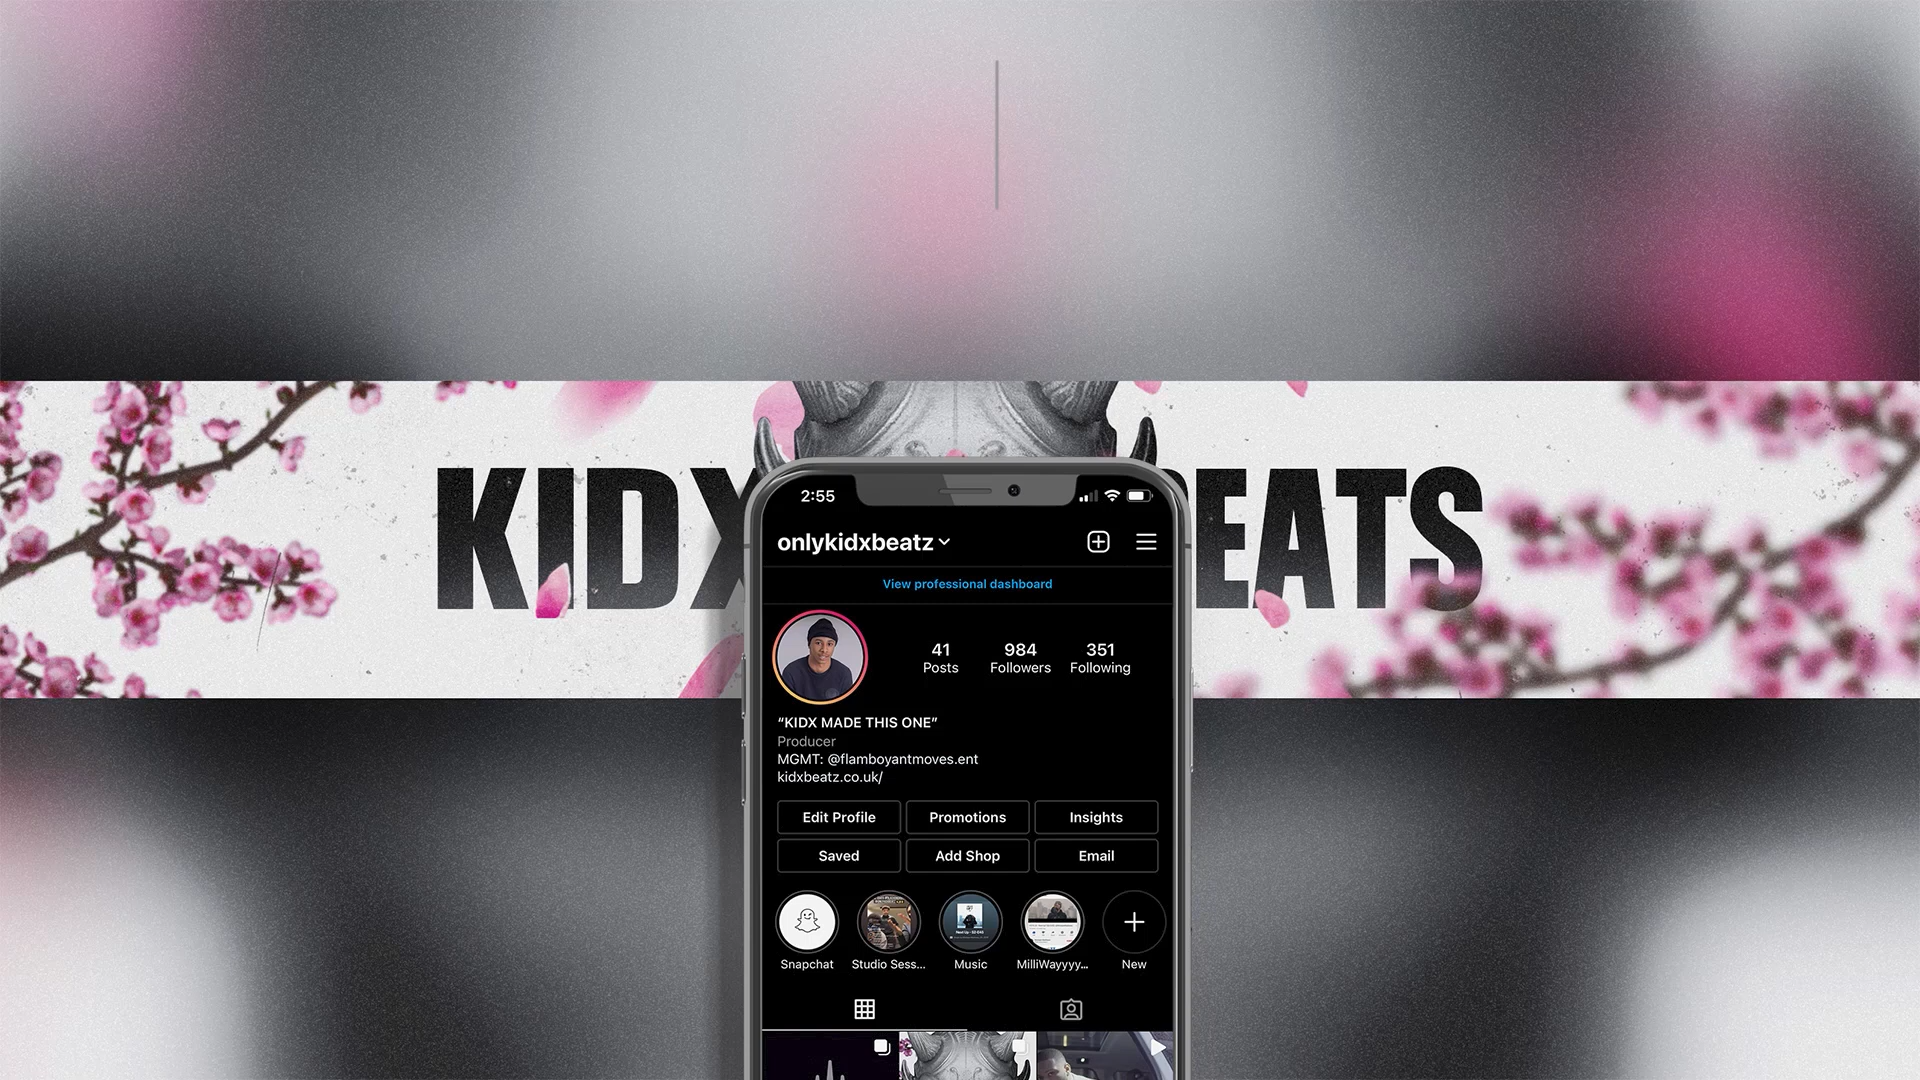 KIDX BEATS
2:55
onlykidxbeatz
View professional dashboard
41 984 351
Posts Followers Following
“KIDX MADE THIS ONE”
Producer
MGMT: @flamboyantmoves.ent
kidxbeatz.co.uk/
Edit Profile Promotions Insights
Saved Add Shop Email
Snapchat Studio Sess... Music MilliWayyyy... New